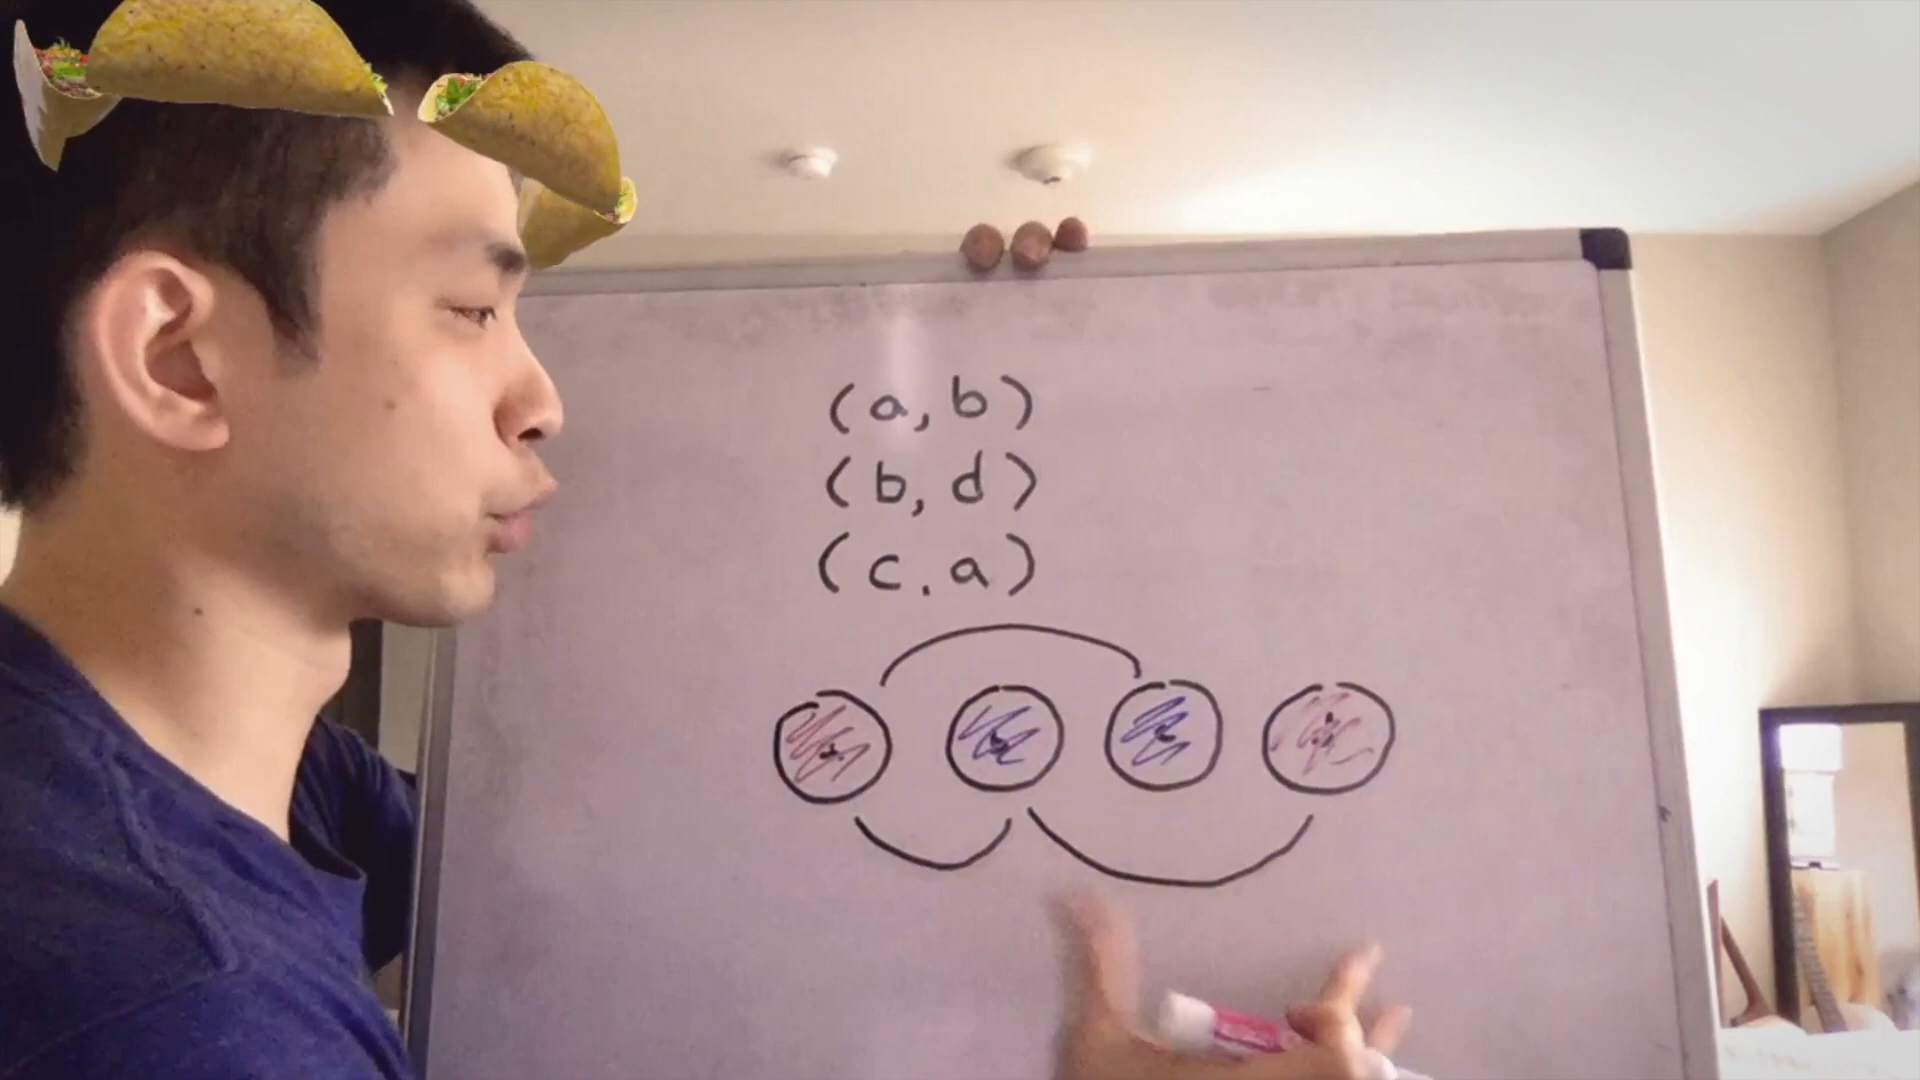 (a, b)
(b, d)
(c, a)